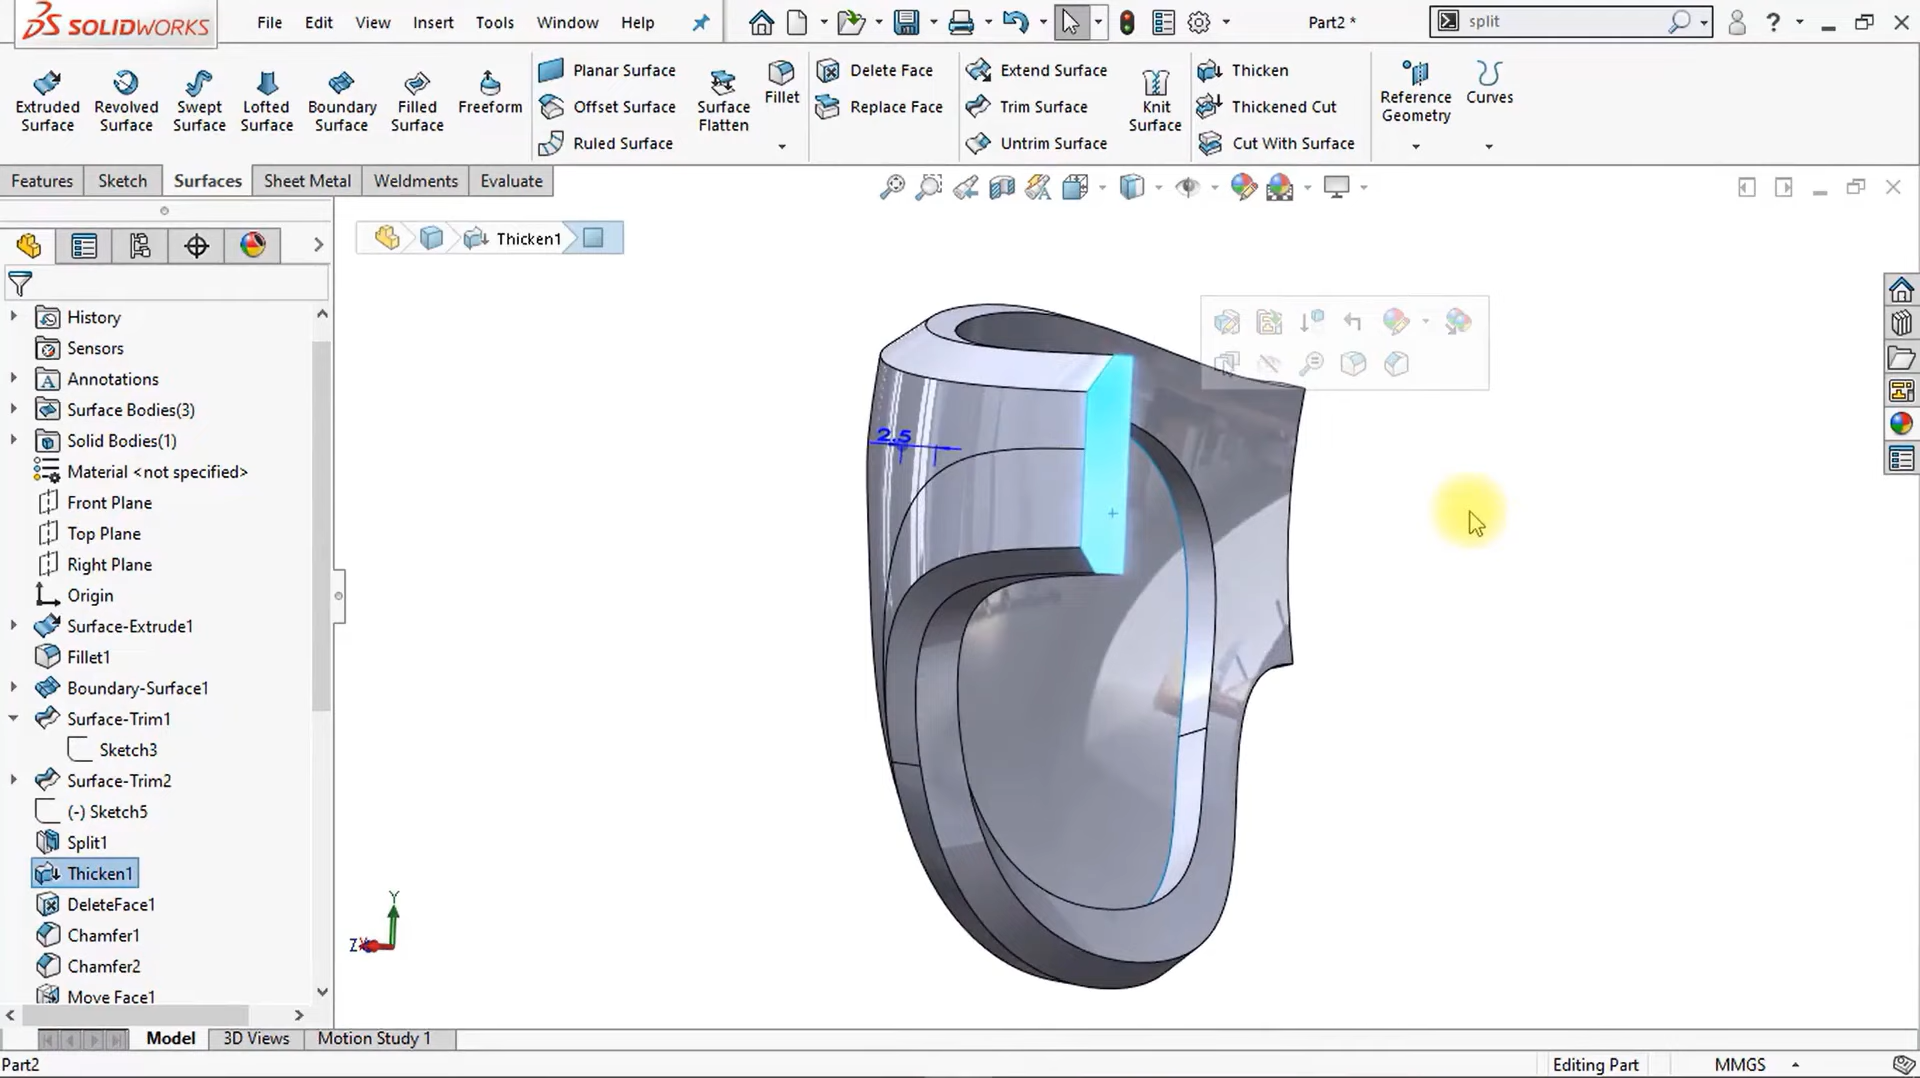 SOLIDWORKS File Edit View Insert Tools Window Help Part2 * split ?
Extruded Surface
Revolved Surface
Swept Surface
Lofted Surface
Boundary Surface
Filled Surface
Freeform
Planar Surface
Offset Surface
Ruled Surface
Surface Flatten
Fillet
Delete Face
Replace Face
Extend Surface
Trim Surface
Untrim Surface
Knit Surface
Thicken
Thickened Cut
Cut With Surface
Reference Geometry
Curves
Features Sketch Surfaces Sheet Metal Weldments Evaluate
Thicken1
History
Sensors
Annotations
Surface Bodies(3)
Solid Bodies(1)
Material <not specified>
Front Plane
Top Plane
Right Plane
Origin
Surface-Extrude1
Fillet1
Boundary-Surface1
Surface-Trim1
Sketch3
Surface-Trim2
(-) Sketch5
Split1
Thicken1
DeleteFace1
Chamfer1
Chamfer2
Move Face1
2.5
Y
Z
Model 3D Views Motion Study 1
Part2 Editing Part MMGS